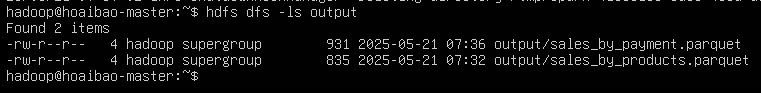 hadoop@hoaibao-master:~$ hdfs dfs -ls output
Found 2 items
-rw-r--r--   4 hadoop supergroup        931 2025-05-21 07:36 output/sales_by_payment.parquet
-rw-r--r--   4 hadoop supergroup        835 2025-05-21 07:32 output/sales_by_products.parquet
hadoop@hoaibao-master:~$